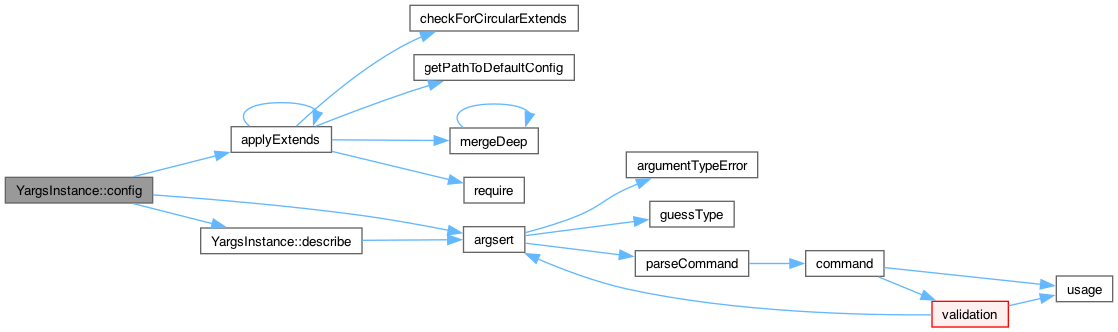 checkForCircularExtends
getPathToDefaultConfig
applyExtends
mergeDeep
argumentTypeError
YargsInstance::config
require
guessType
YargsInstance::describe
argsert
parseCommand
command
usage
validation